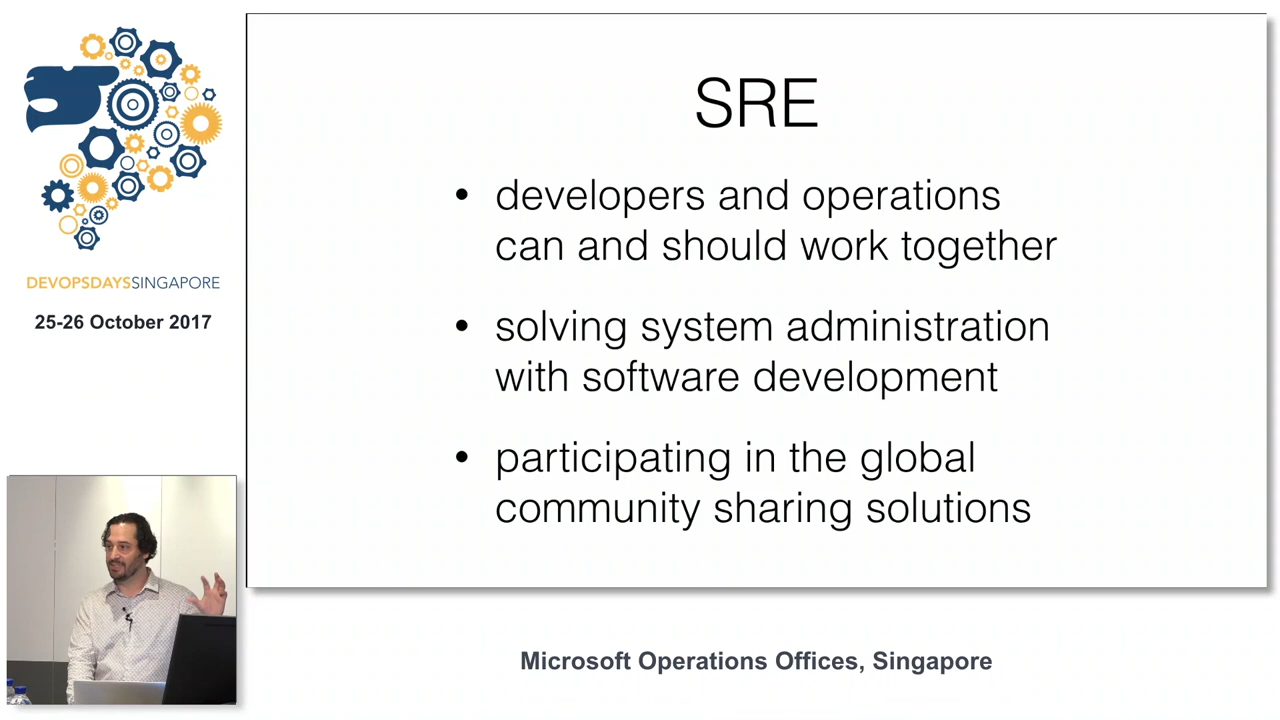 DEVOPSDAYSSINGAPORE
25-26 October 2017
SRE
• developers and operations
can and should work together
• solving system administration
with software development
• participating in the global
community sharing solutions
Microsoft Operations Offices, Singapore